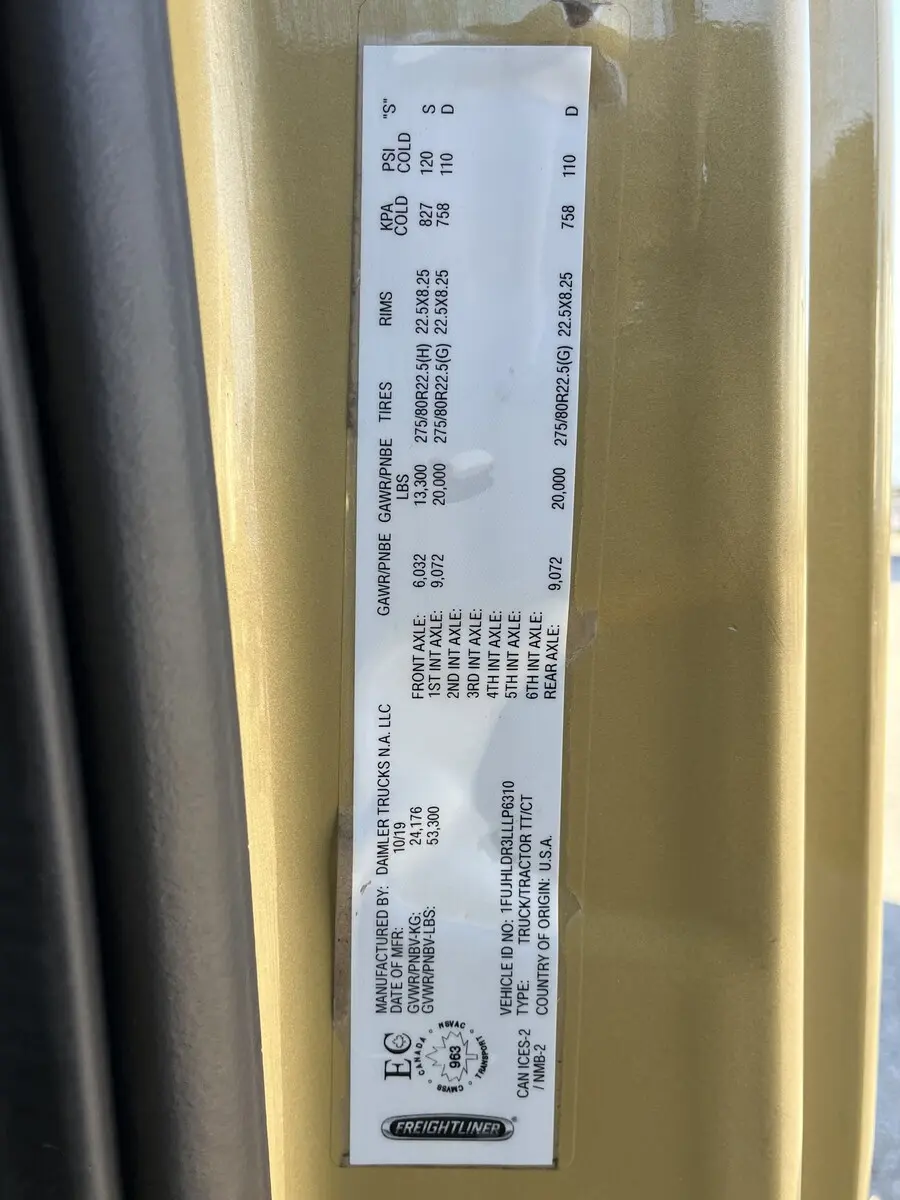 FREIGHTLINER
EC
CANADA
NSVAC
TRANSPORT
CMVSS
963
CAN ICES-2
/ NMB-2
MANUFACTURED BY: DAIMLER TRUCKS N.A. LLC
DATE OF MFR: 10/19
GVWR/PNBV-KG: 24,176
GVWR/PNBV-LBS: 53,300
VEHICLE ID NO: 1FUJHLDR3LLLP6310
TYPE: TRUCK/TRACTOR TT/CT
COUNTRY OF ORIGIN: U.S.A.
GAWR/PNBE GAWR/PNBE TIRES RIMS KPA PSI "S"
LBS COLD COLD
FRONT AXLE: 6,032 13,300 275/80R22.5(H) 22.5X8.25 827 120 S
1ST INT AXLE: 9,072 20,000 275/80R22.5(G) 22.5X8.25 758 110 D
2ND INT AXLE:
3RD INT AXLE:
4TH INT AXLE:
5TH INT AXLE:
6TH INT AXLE:
REAR AXLE: 9,072 20,000 275/80R22.5(G) 22.5X8.25 758 110 D